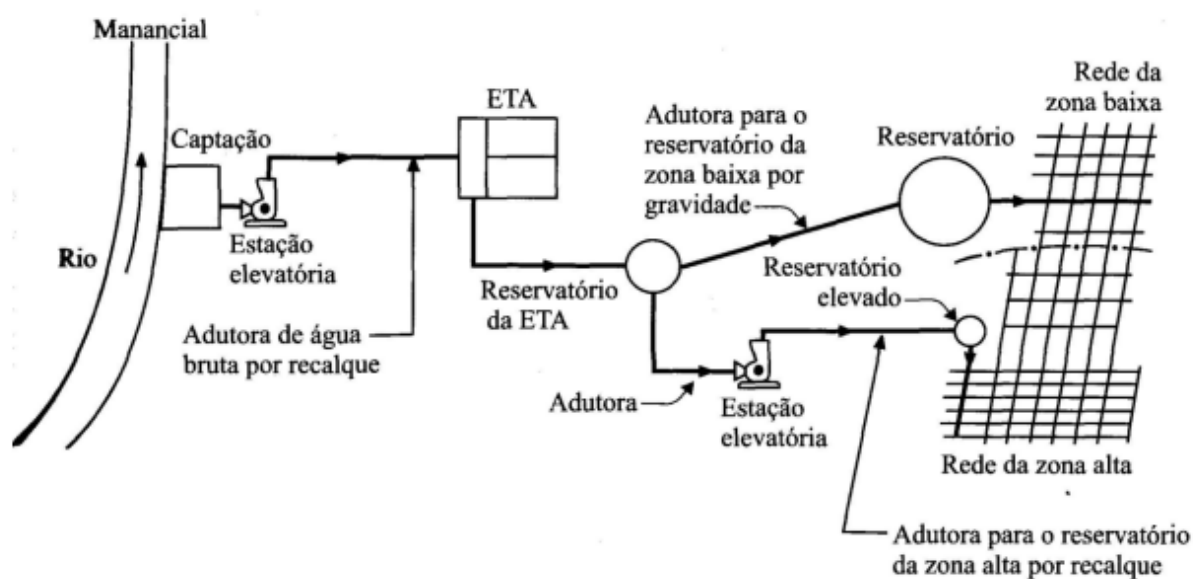 Manancial
Captação
Rio
Estação
elevatória
Adutora de água
bruta por recalque
ETA
Reservatório
da ETA
Adutora para o
reservatório da
zona baixa por
gravidade
Reservatório
Rede da
zona baixa
Reservatório
elevado
Adutora
Estação
elevatória
Rede da zona alta
Adutora para o reservatório
da zona alta por recalque